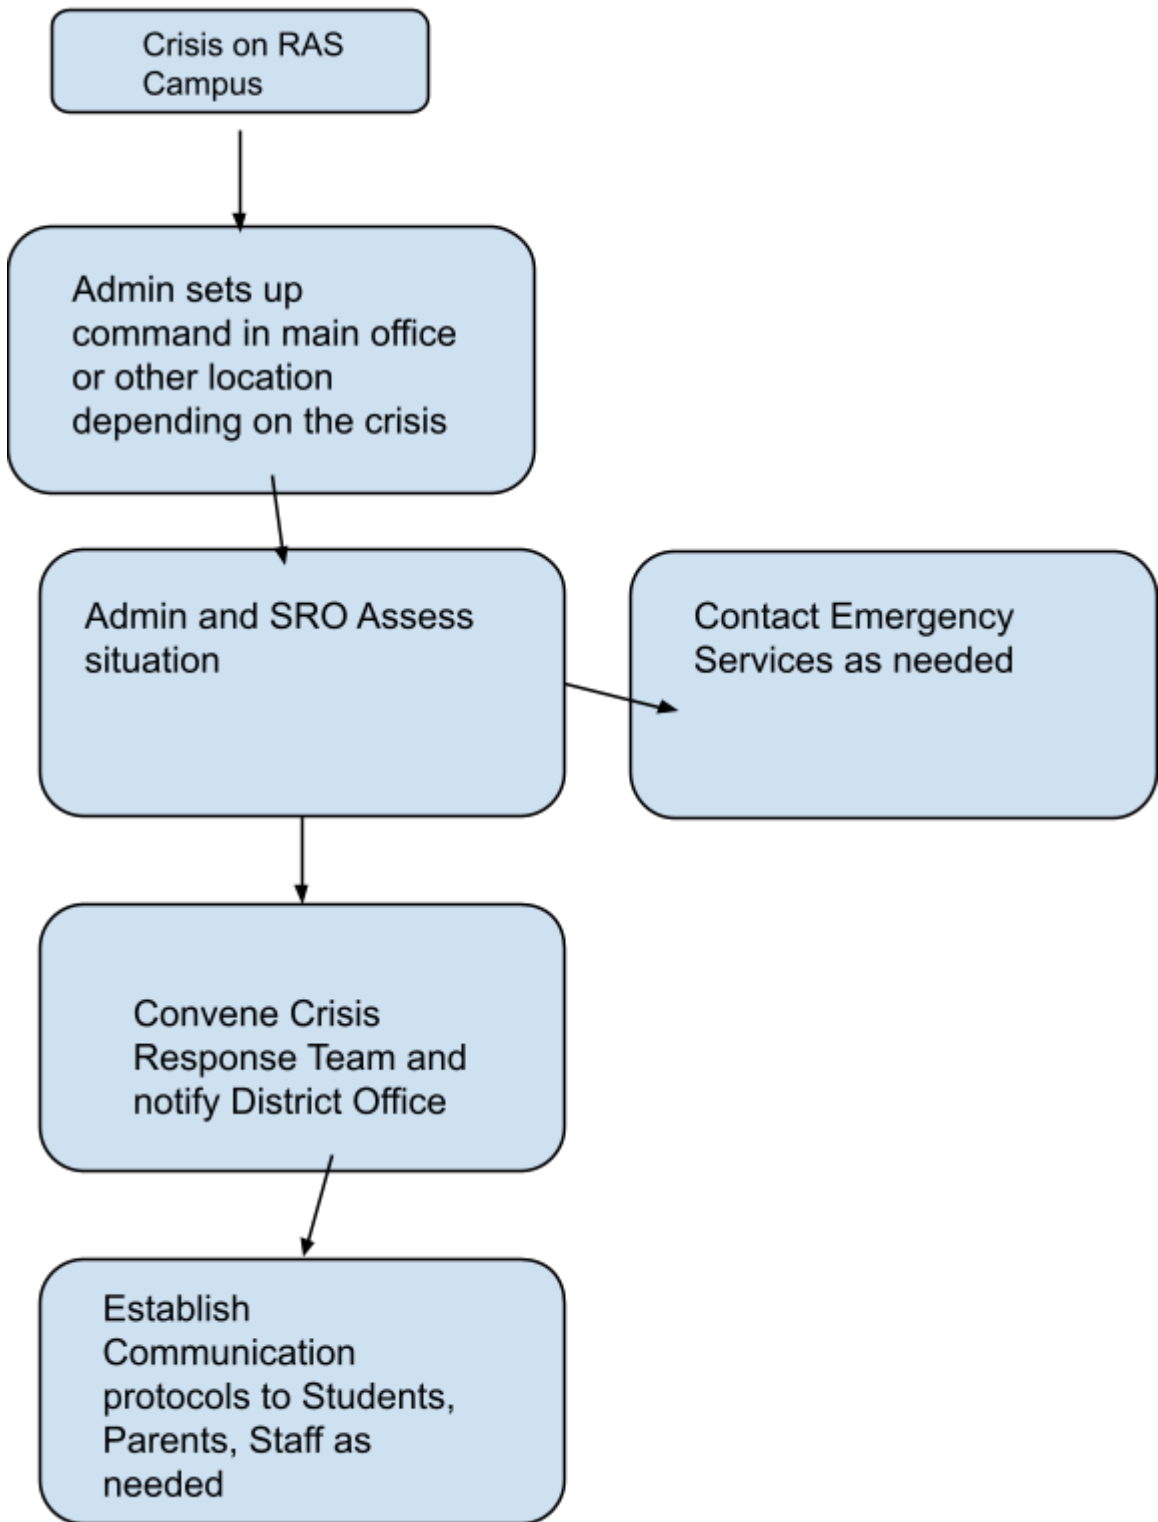 Crisis on RAS
Campus
Admin sets up
command in main office
or other location
depending on the crisis
Admin and SRO Assess
situation
Contact Emergency
Services as needed
Convene Crisis
Response Team and
notify District Office
Establish
Communication
protocols to Students,
Parents, Staff as
needed